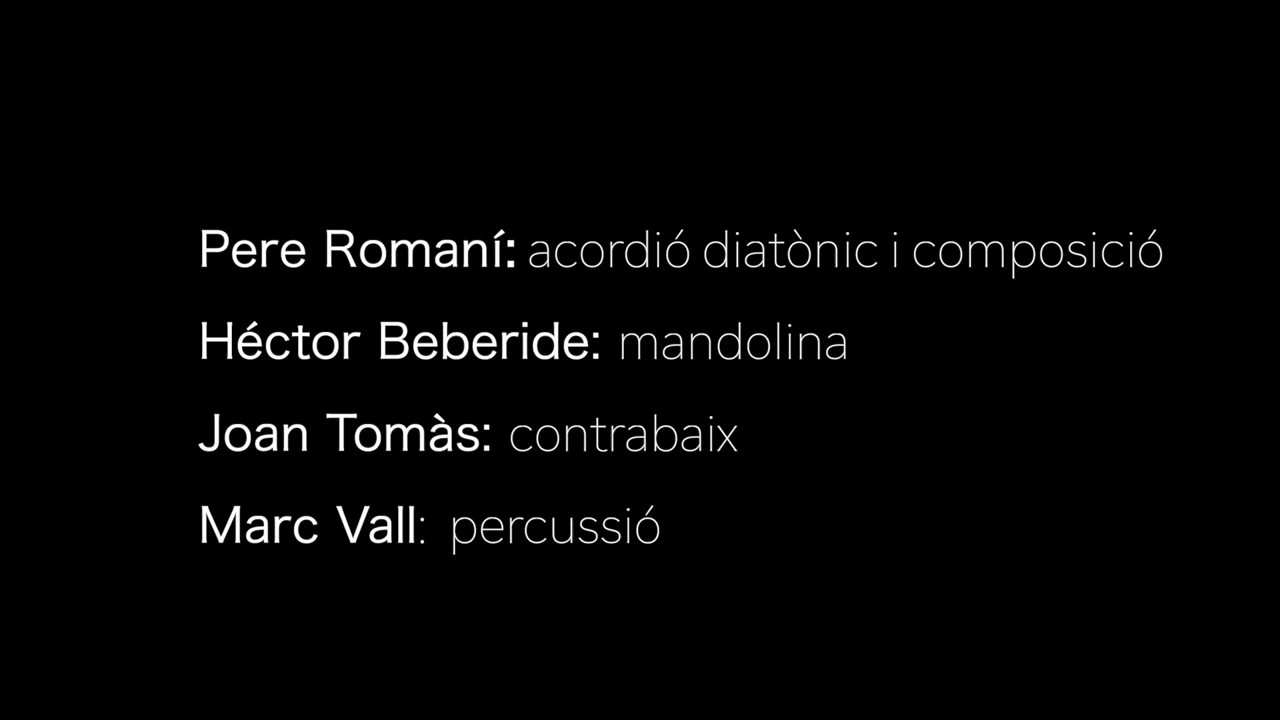 Pere Romaní: acordió diatònic i composició
Héctor Beberide: mandolina
Joan Tomàs: contrabaix
Marc Vall: percussió